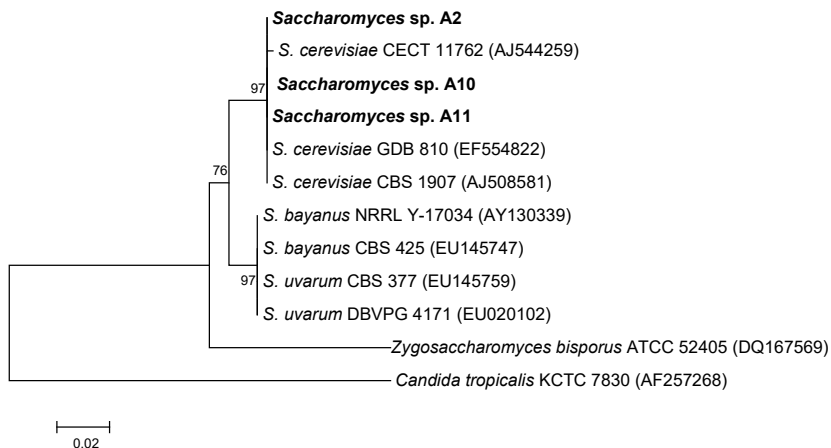 Saccharomyces sp. A2
S. cerevisiae CECT 11762 (AJ544259)
97
Saccharomyces sp. A10
Saccharomyces sp. A11
S. cerevisiae GDB 810 (EF554822)
76
S. cerevisiae CBS 1907 (AJ508581)
S. bayanus NRRL Y-17034 (AY130339)
S. bayanus CBS 425 (EU145747)
97
S. uvarum CBS 377 (EU145759)
S. uvarum DBVPG 4171 (EU020102)
Zygosaccharomyces bisporus ATCC 52405 (DQ167569)
Candida tropicalis KCTC 7830 (AF257268)
0.02